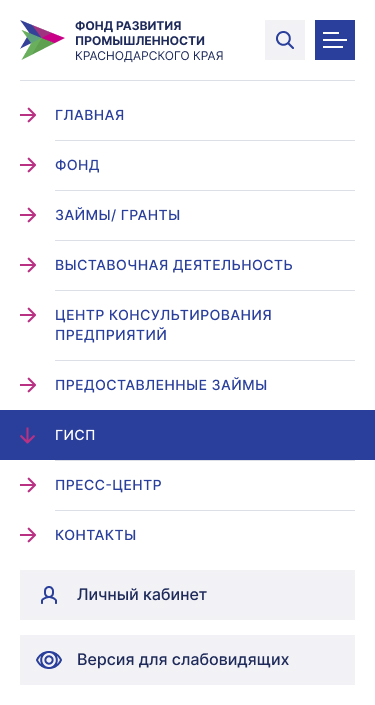 ФОНД РАЗВИТИЯ
ПРОМЫШЛЕННОСТИ
КРАСНОДАРСКОГО КРАЯ
ГЛАВНАЯ
ФОНД
ЗАЙМЫ/ ГРАНТЫ
ВЫСТАВОЧНАЯ ДЕЯТЕЛЬНОСТЬ
ЦЕНТР КОНСУЛЬТИРОВАНИЯ
ПРЕДПРИЯТИЙ
ПРЕДОСТАВЛЕННЫЕ ЗАЙМЫ
ГИСП
ПРЕСС-ЦЕНТР
КОНТАКТЫ
Личный кабинет
Версия для слабовидящих